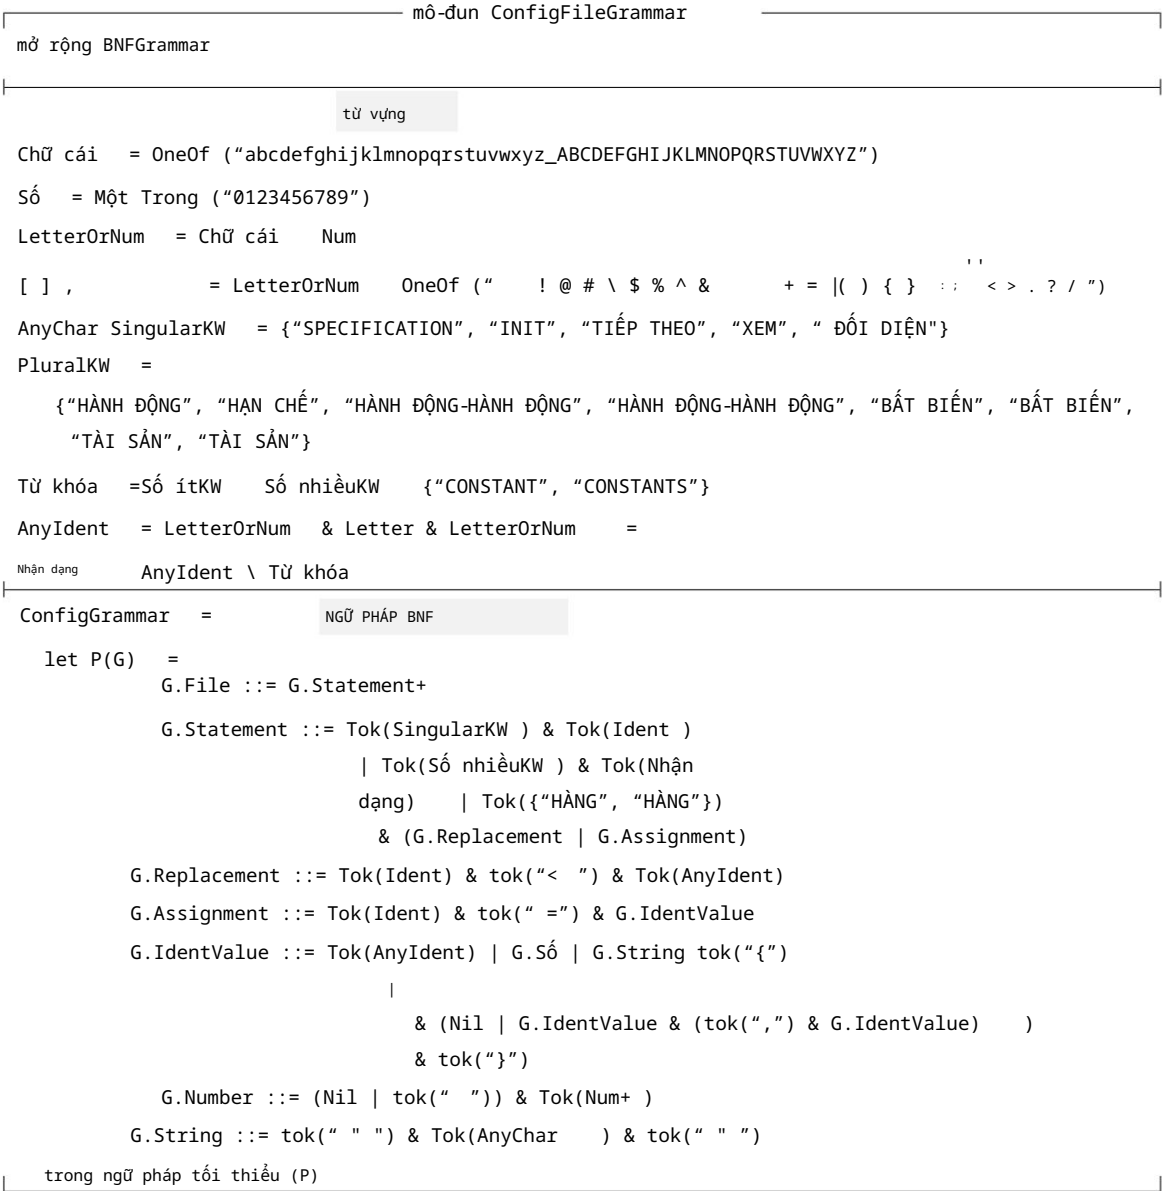 mô-đun ConfigFileGrammar
mở rộng BNFGrammar
từ vựng
Chữ cái = OneOf (“abcdefghijklmnopqrstuvwxyz_ABCDEFGHIJKLMNOPQRSTUVWXYZ”)
Số = Một Trong (“0123456789”)
LetterOrNum = Chữ cái Num
' '
[ ] , = LetterOrNum OneOf (“ ! @ # \ $ % ^ & + = |( ) { } : ; < > . ? / ”)
AnyChar SingularKW = {“SPECIFICATION”, “INIT”, “TIẾP THEO”, “XEM”, “ ĐỐI DIỆN"}
PluralKW =
{“HÀNH ĐỘNG”, “HẠN CHẾ”, “HÀNH ĐỘNG-HÀNH ĐỘNG”, “HÀNH ĐỘNG-HÀNH ĐỘNG”, “BẤT BIẾN”, “BẤT BIẾN”,
“TÀI SẢN”, “TÀI SẢN”}
Từ khóa =Số ítKW Số nhiềuKW {“CONSTANT”, “CONSTANTS”}
AnyIdent = LetterOrNum & Letter & LetterOrNum =
Nhận dạng AnyIdent \ Từ khóa
ConfigGrammar = NGỮ PHÁP BNF
let P(G) =
G.File ::= G.Statement+
G.Statement ::= Tok(SingularKW ) & Tok(Ident )
| Tok(Số nhiềuKW ) & Tok(Nhận
dạng) | Tok({“HÀNG”, “HÀNG”})
& (G.Replacement | G.Assignment)
G.Replacement ::= Tok(Ident) & tok(“< ”) & Tok(AnyIdent)
G.Assignment ::= Tok(Ident) & tok(“ =”) & G.IdentValue
G.IdentValue ::= Tok(AnyIdent) | G.Số | G.String tok(“{”)
|
& (Nil | G.IdentValue & (tok(“,”) & G.IdentValue) )
& tok(“}”)
G.Number ::= (Nil | tok(“ ”)) & Tok(Num+ )
G.String ::= tok(“ " ") & Tok(AnyChar ) & tok(“ " ”)
trong ngữ pháp tối thiểu (P)